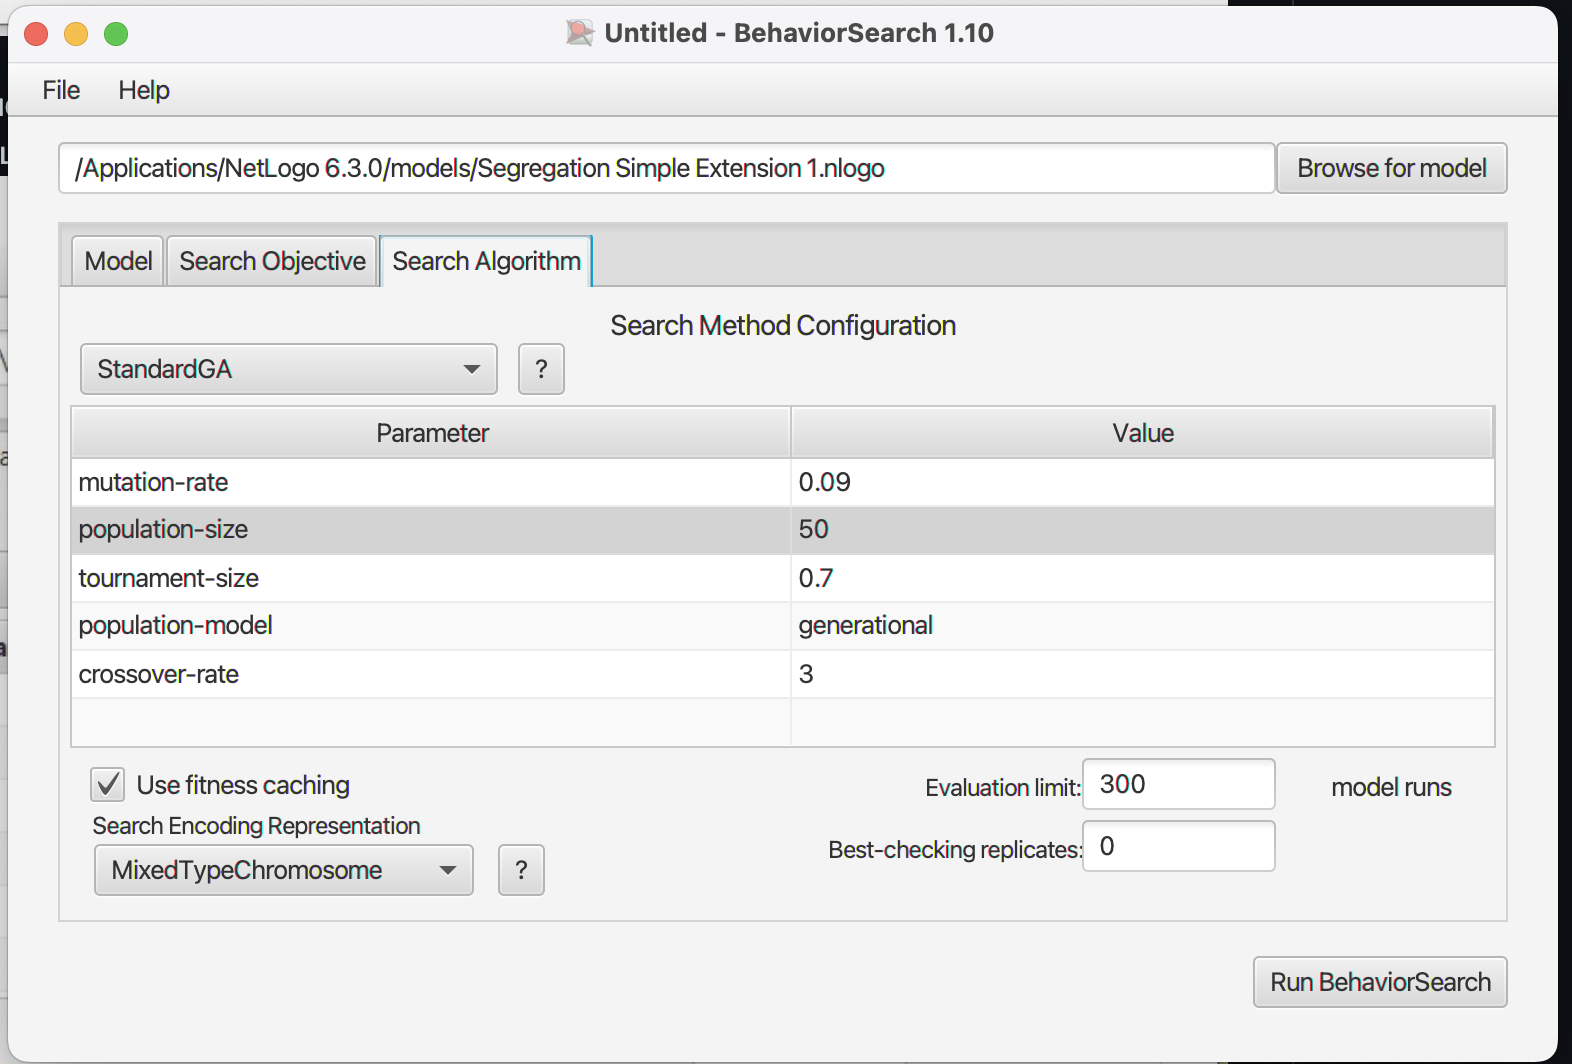 Untitled - BehaviorSearch 1.10
File Help
/Applications/NetLogo 6.3.0/models/Segregation Simple Extension 1.nlogo Browse for model
Model Search Objective Search Algorithm
Search Method Configuration
StandardGA ?
Parameter Value
mutation-rate 0.09
population-size 50
tournament-size 0.7
population-model generational
crossover-rate 3
Use fitness caching Evaluation limit: 300 model runs
Search Encoding Representation
Best-checking replicates: 0
MixedTypeChromosome ?
Run BehaviorSearch